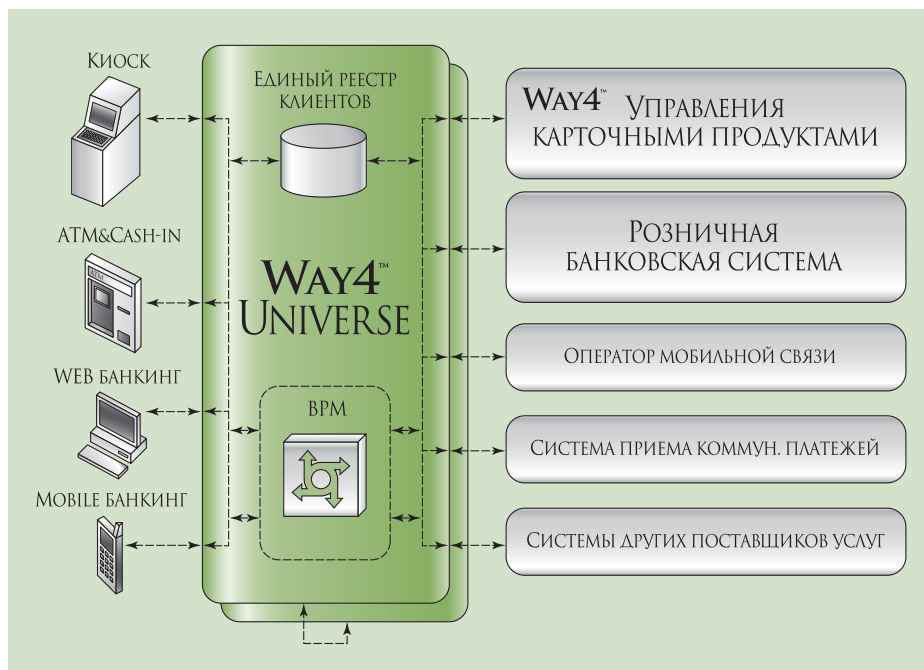 Киоск
ATM&Cash-in
ATM
WEB банкинг
Mobile банкинг
Единый реестр
клиентов
Way4™
Universe
BPM
Way4™ Управления
карточными продуктами
Розничная
банковская система
Оператор мобильной связи
Система приема коммун. платежей
Системы других поставщиков услуг